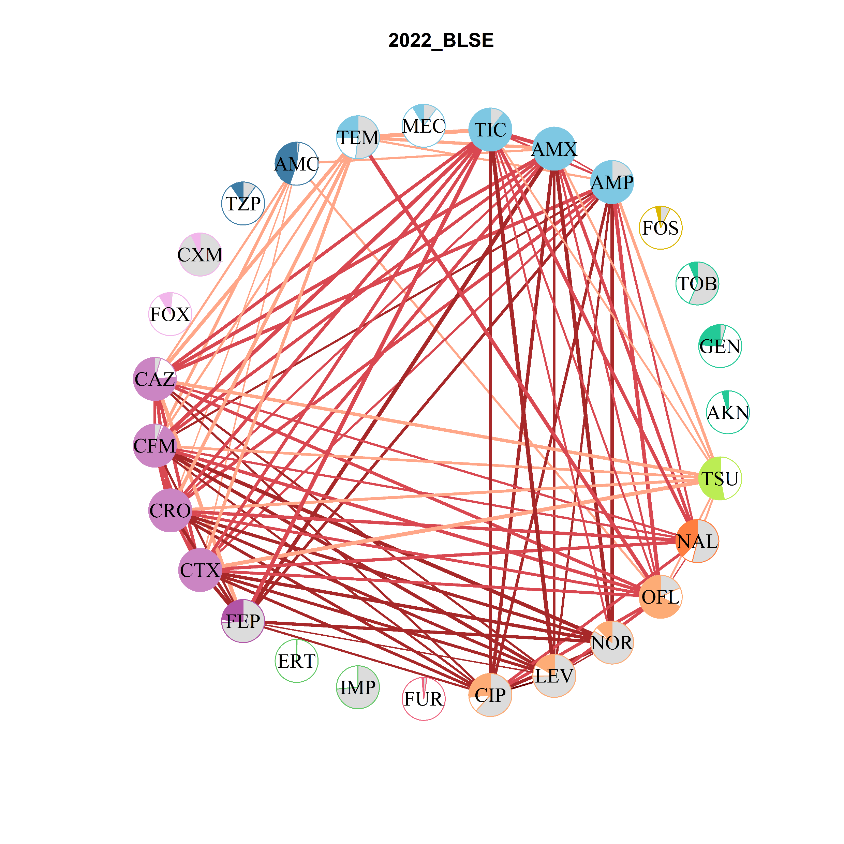 2022_BLSE
TIC
MEC
AMX
TEM
AMC
AMP
TZP
FOS
CXM
TOB
FOX
GEN
CAZ
AKN
CFM
TSU
CRO
NAL
CTX
OFL
FEP
NOR
ERT
LEV
IMP
CIP
FUR